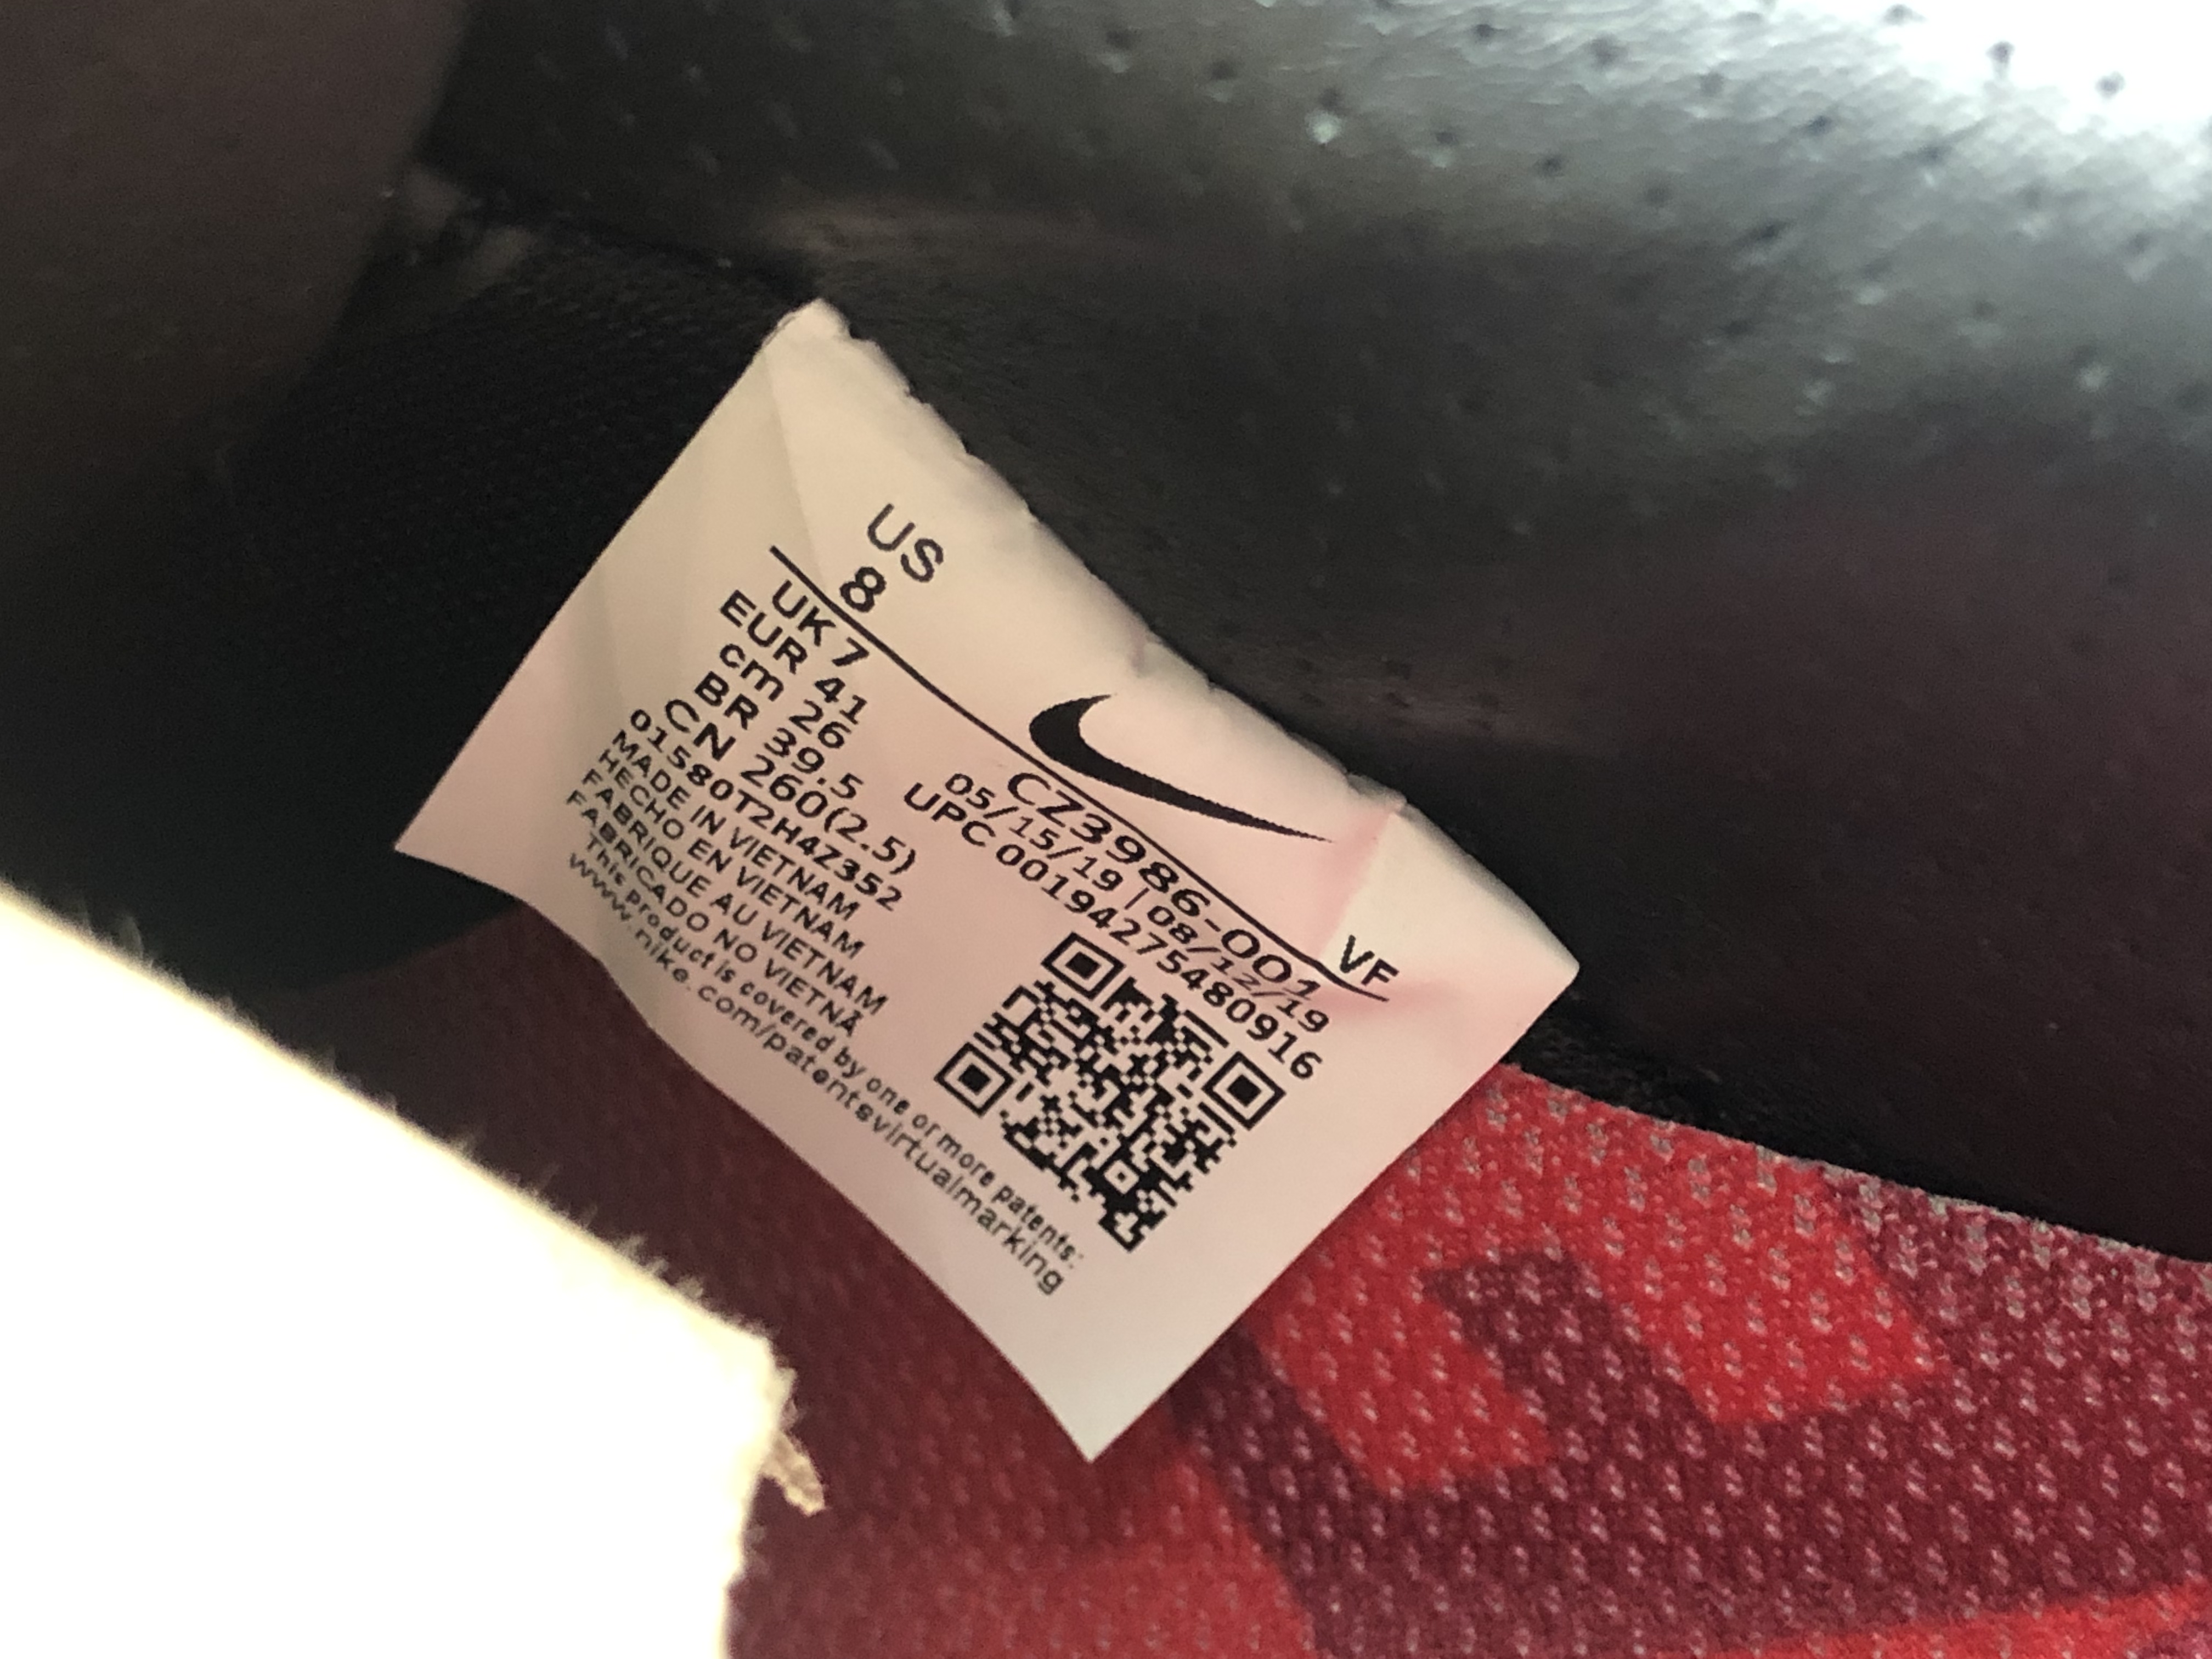 US
8
VF
UK 7
EUR 41
cm 26
BR 39.5
CN 260(2.5)
01580T2H4Z352
MADE IN VIETNAM
HECHO EN VIETNAM
FABRIQUE AU VIETNAM
FABRICADO NO VIETNÃ
This product is covered by one or more patents:
www.nike.com/patentsvirtualmarking
CZ3986-001
05/15/19 | 08/12/19
UPC 00194275480916